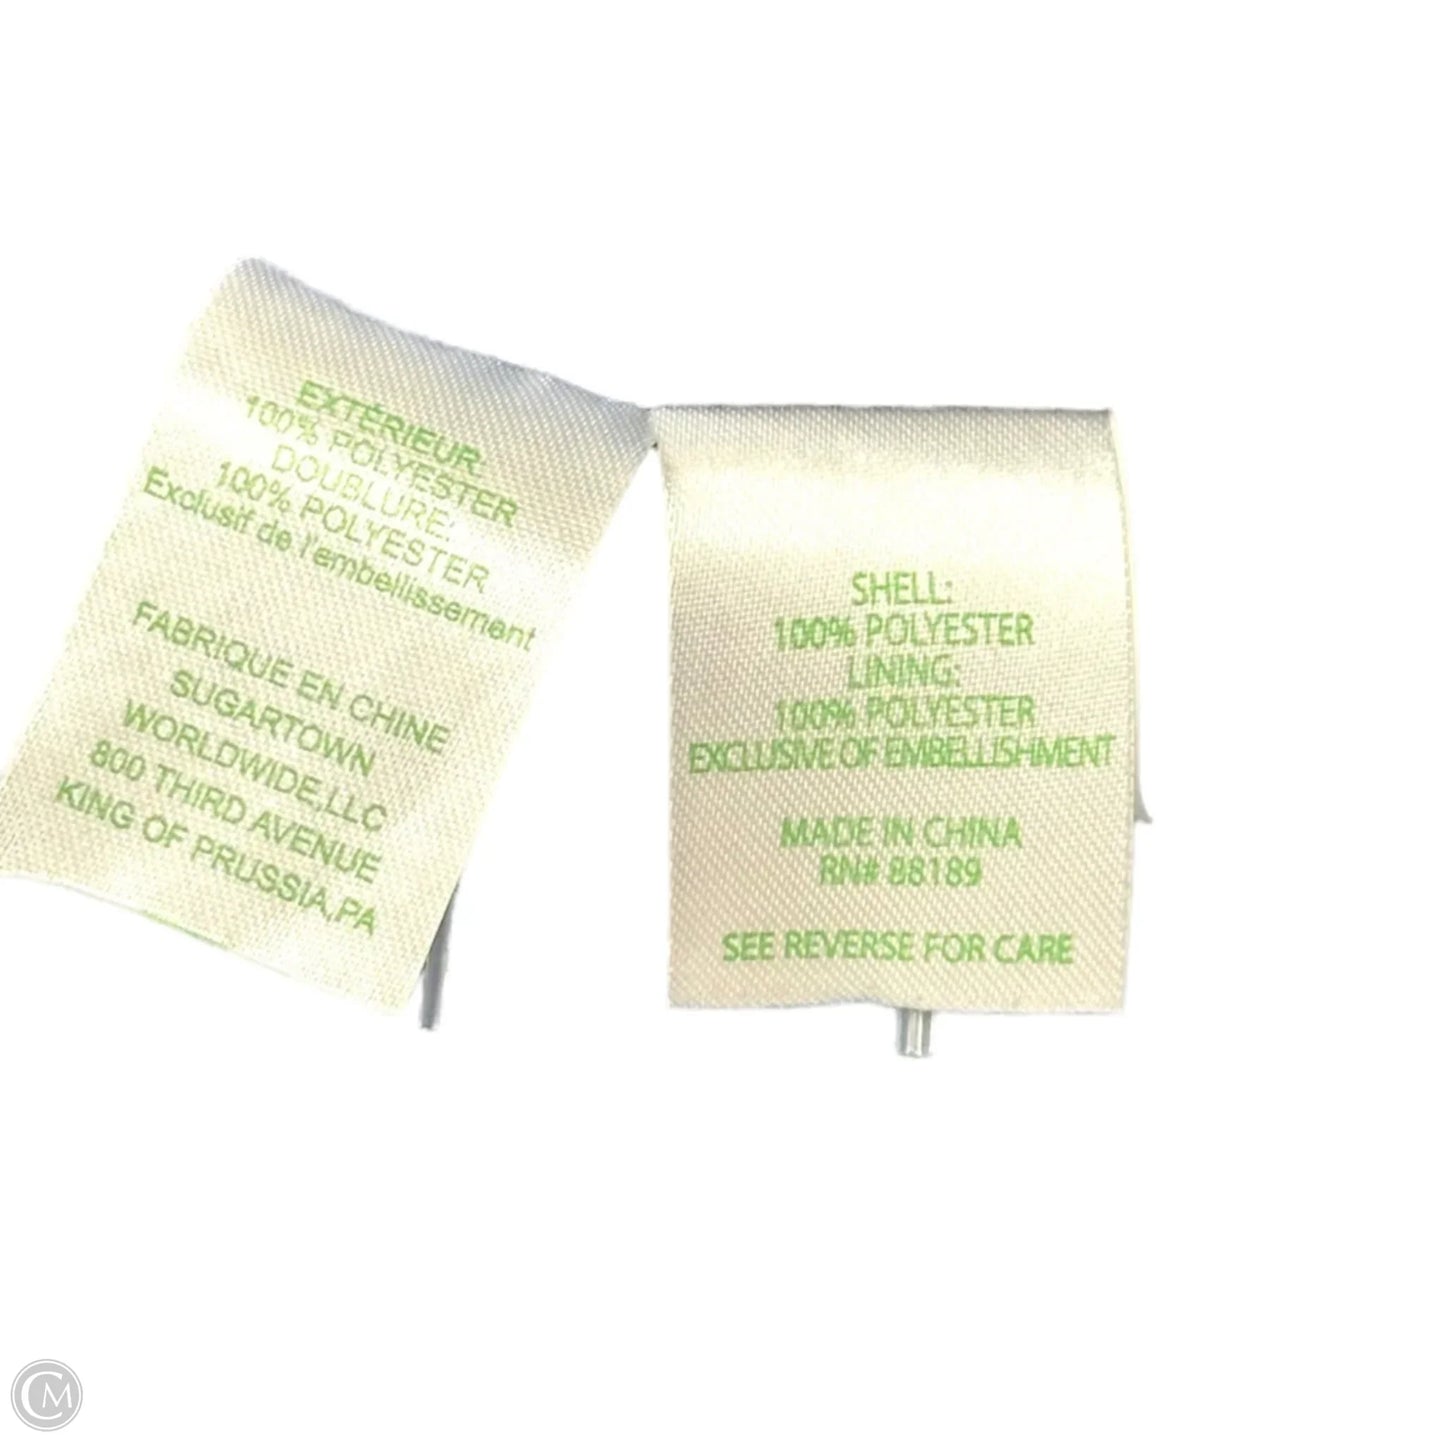 EXTÉRIEUR
100% POLYESTER
DOUBLURE:
100% POLYESTER
Exclusif de l'embellissement
FABRIQUE EN CHINE
SUGARTOWN
WORLDWIDE,LLC
800 THIRD AVENUE
KING OF PRUSSIA,PA
SHELL:
100% POLYESTER
LINING:
100% POLYESTER
EXCLUSIVE OF EMBELLISHMENT
MADE IN CHINA
RN# 88189
SEE REVERSE FOR CARE
CM